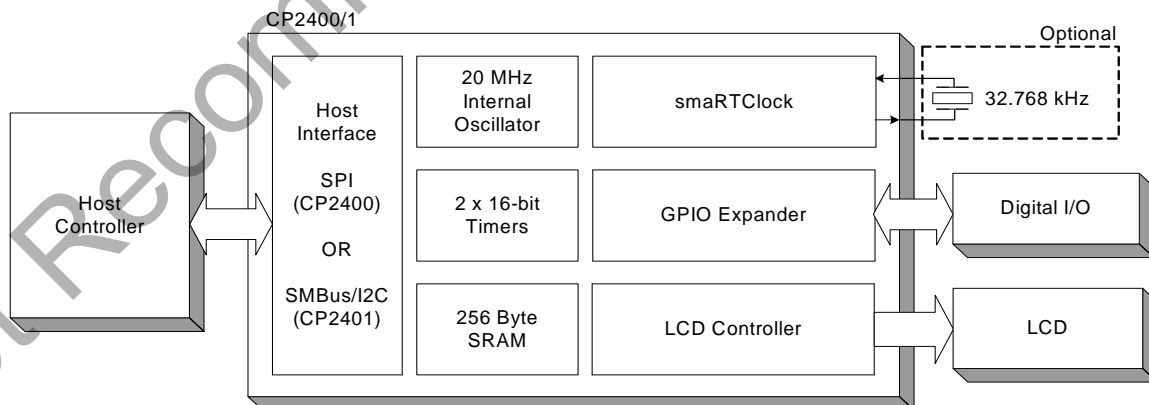 CP2400/1
Optional
Host
Controller
Host
Interface
SPI
(CP2400)
OR
SMBus/I2C
(CP2401)
20 MHz
Internal
Oscillator
2 x 16-bit
Timers
256 Byte
SRAM
smaRTClock
GPIO Expander
LCD Controller
32.768 kHz
Digital I/O
LCD